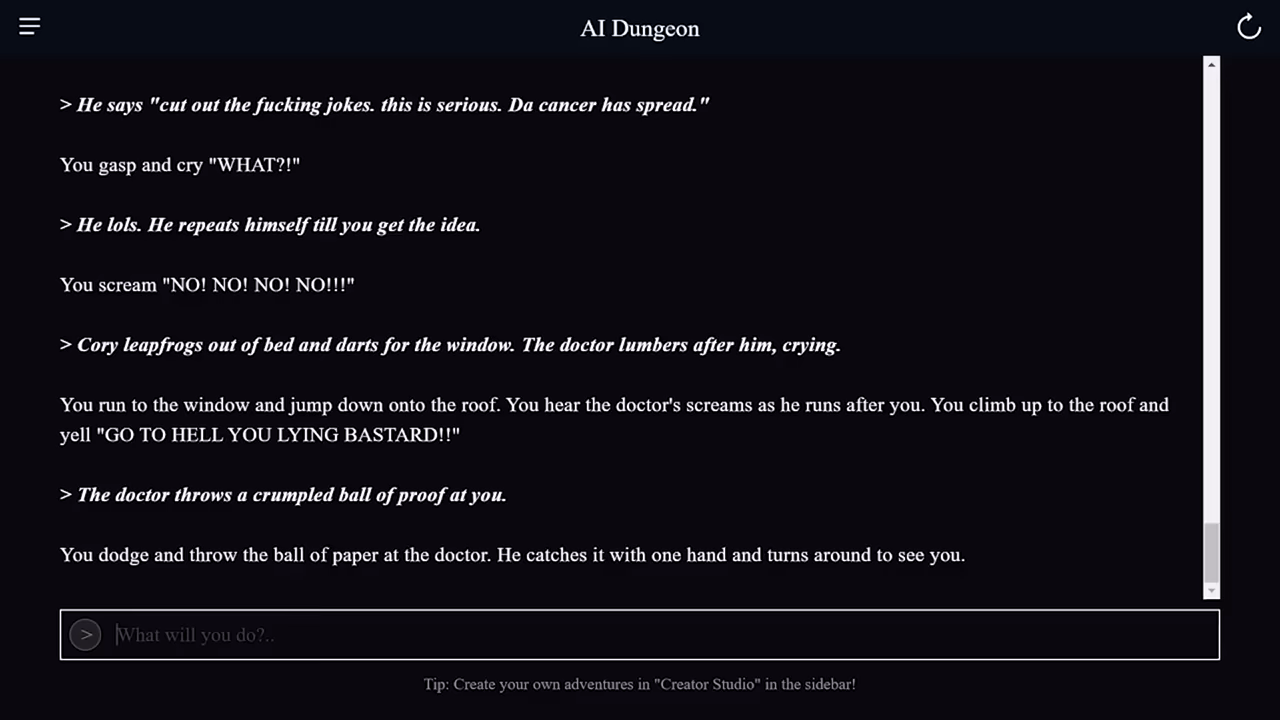 AI Dungeon
> He says "cut out the fucking jokes. this is serious. Da cancer has spread."
You gasp and cry "WHAT?!"
> He lols. He repeats himself till you get the idea.
You scream "NO! NO! NO! NO!!!"
> Cory leapfrogs out of bed and darts for the window. The doctor lumbers after him, crying.
You run to the window and jump down onto the roof. You hear the doctor's screams as he runs after you. You climb up to the roof and
yell "GO TO HELL YOU LYING BASTARD!!"
> The doctor throws a crumpled ball of proof at you.
You dodge and throw the ball of paper at the doctor. He catches it with one hand and turns around to see you.
> What will you do?..
Tip: Create your own adventures in "Creator Studio" in the sidebar!